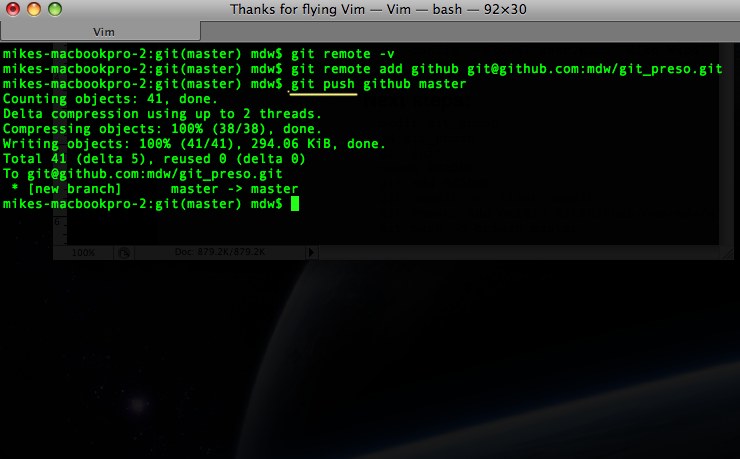 Thanks for flying Vim — Vim — bash — 92×30
Vim
mikes-macbookpro-2:git(master) mdw$ git remote -v
mikes-macbookpro-2:git(master) mdw$ git remote add github git@github.com:mdw/git_preso.git
mikes-macbookpro-2:git(master) mdw$ git push github master
Counting objects: 41, done.
Delta compression using up to 2 threads.
Compressing objects: 100% (38/38), done.
Writing objects: 100% (41/41), 294.06 KiB, done.
Total 41 (delta 5), reused 0 (delta 0)
To git@github.com:mdw/git_preso.git
 * [new branch]      master -> master
mikes-macbookpro-2:git(master) mdw$
100% Doc: 879.2K/879.2K